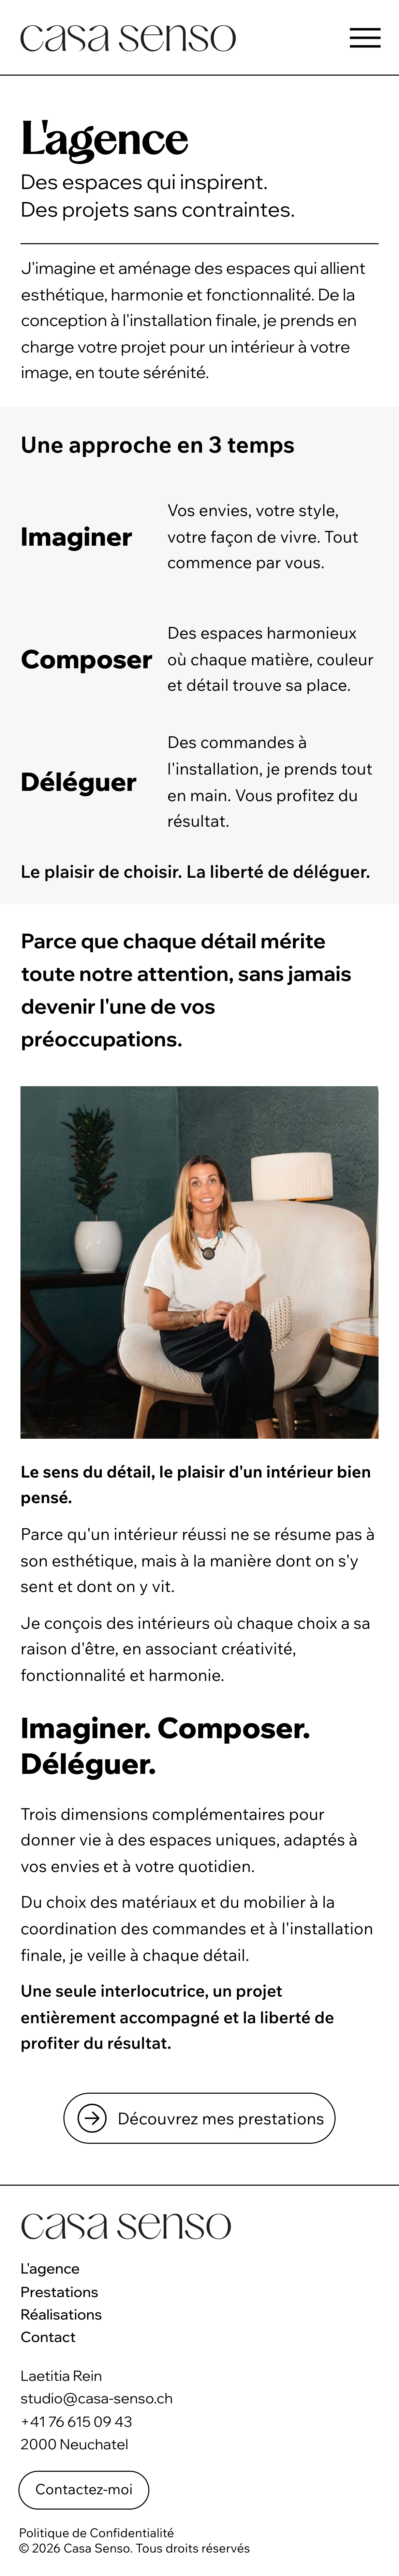 casa senso
L'agence
Des espaces qui inspirent.
Des projets sans contraintes.
J'imagine et aménage des espaces qui allient
esthétique, harmonie et fonctionnalité. De la
conception à l'installation finale, je prends en
charge votre projet pour un intérieur à votre
image, en toute sérénité.
Une approche en 3 temps
Imaginer
Vos envies, votre style,
votre façon de vivre. Tout
commence par vous.
Composer
Des espaces harmonieux
où chaque matière, couleur
et détail trouve sa place.
Déléguer
Des commandes à
l'installation, je prends tout
en main. Vous profitez du
résultat.
Le plaisir de choisir. La liberté de déléguer.
Parce que chaque détail mérite
toute notre attention, sans jamais
devenir l'une de vos
préoccupations.
Le sens du détail, le plaisir d'un intérieur bien
pensé.
Parce qu'un intérieur réussi ne se résume pas à
son esthétique, mais à la manière dont on s'y
sent et dont on y vit.
Je conçois des intérieurs où chaque choix a sa
raison d'être, en associant créativité,
fonctionnalité et harmonie.
Imaginer. Composer.
Déléguer.
Trois dimensions complémentaires pour
donner vie à des espaces uniques, adaptés à
vos envies et à votre quotidien.
Du choix des matériaux et du mobilier à la
coordination des commandes et à l'installation
finale, je veille à chaque détail.
Une seule interlocutrice, un projet
entièrement accompagné et la liberté de
profiter du résultat.
Découvrez mes prestations
casa senso
L'agence
Prestations
Réalisations
Contact
Laetitia Rein
studio@casa-senso.ch
+41 76 615 09 43
2000 Neuchatel
Contactez-moi
Politique de Confidentialité
© 2026 Casa Senso. Tous droits réservés